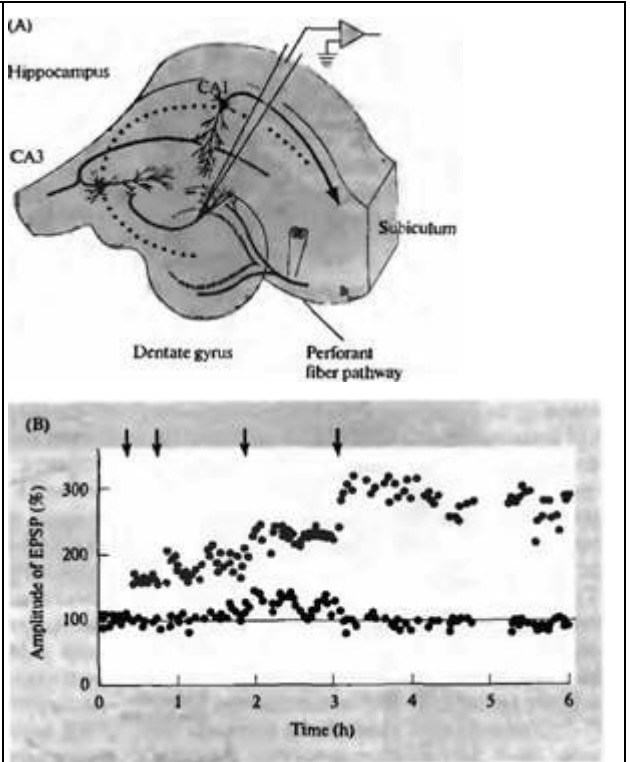 (A)
Hippocampus
CA1
CA3
Subiculum
Dentate gyrus
Perforant
fiber pathway
(B)
Amplitude of EPSP (%)
300
200
100
0
0 1 2 3 4 5 6
Time (h)